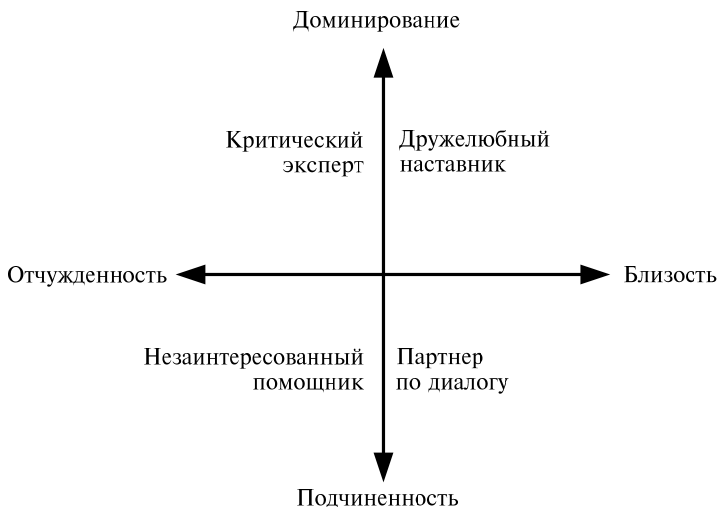 Доминирование
Критический
эксперт
Дружелюбный
наставник
Отчужденность
Близость
Незаинтересованный
помощник
Партнер
по диалогу
Подчиненность